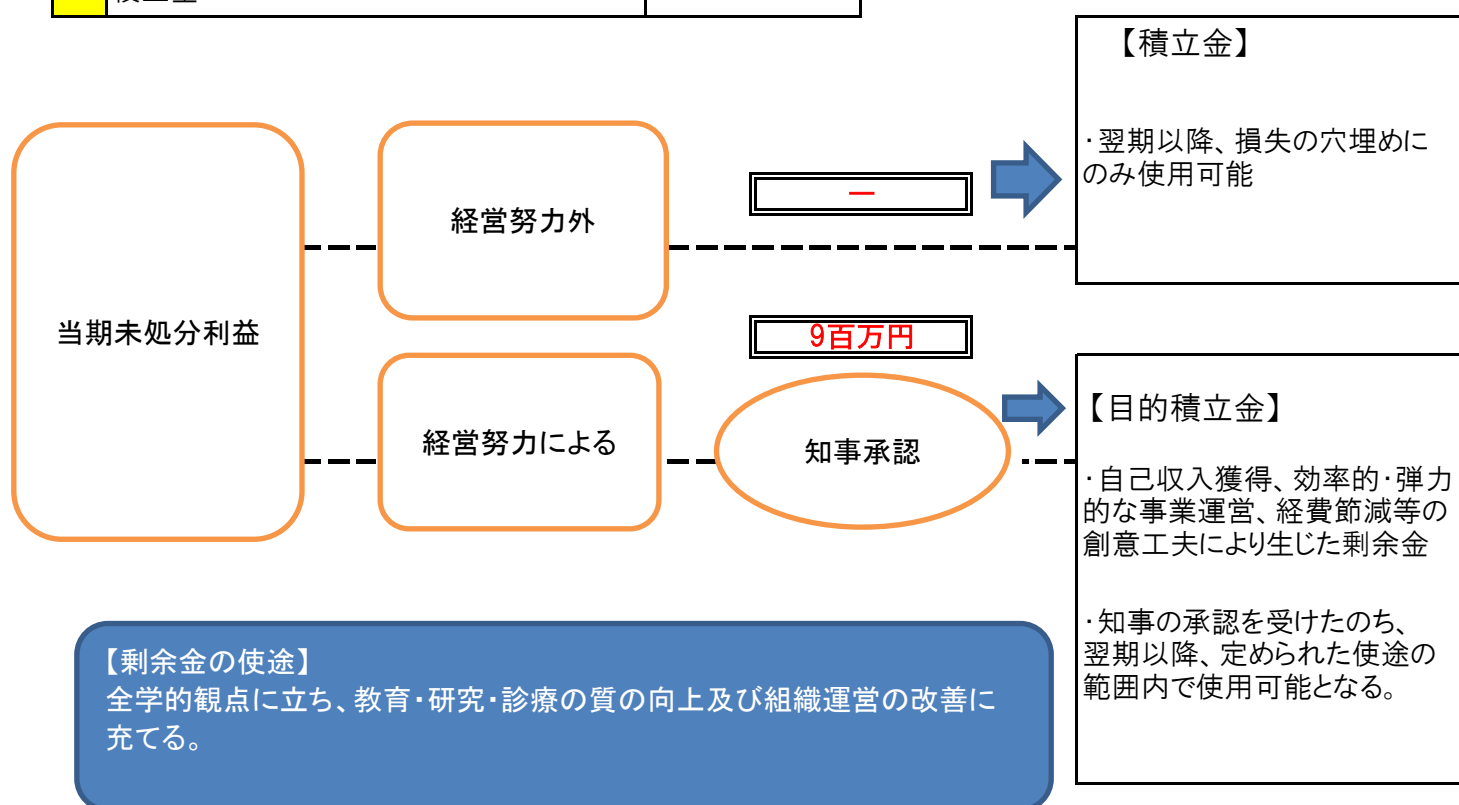 積立金
【積立金】
・翌期以降、損失の穴埋めに
のみ使用可能
経営努力外
ー
当期未処分利益
9百万円
経営努力による
知事承認
【目的積立金】
・自己収入獲得、効率的・弾力
的な事業運営、経費節減等の
創意工夫により生じた剰余金
・知事の承認を受けたのち、
翌期以降、定められた使途の
範囲内で使用可能となる。
【剰余金の使途】
全学的観点に立ち、教育・研究・診療の質の向上及び組織運営の改善に
充てる。